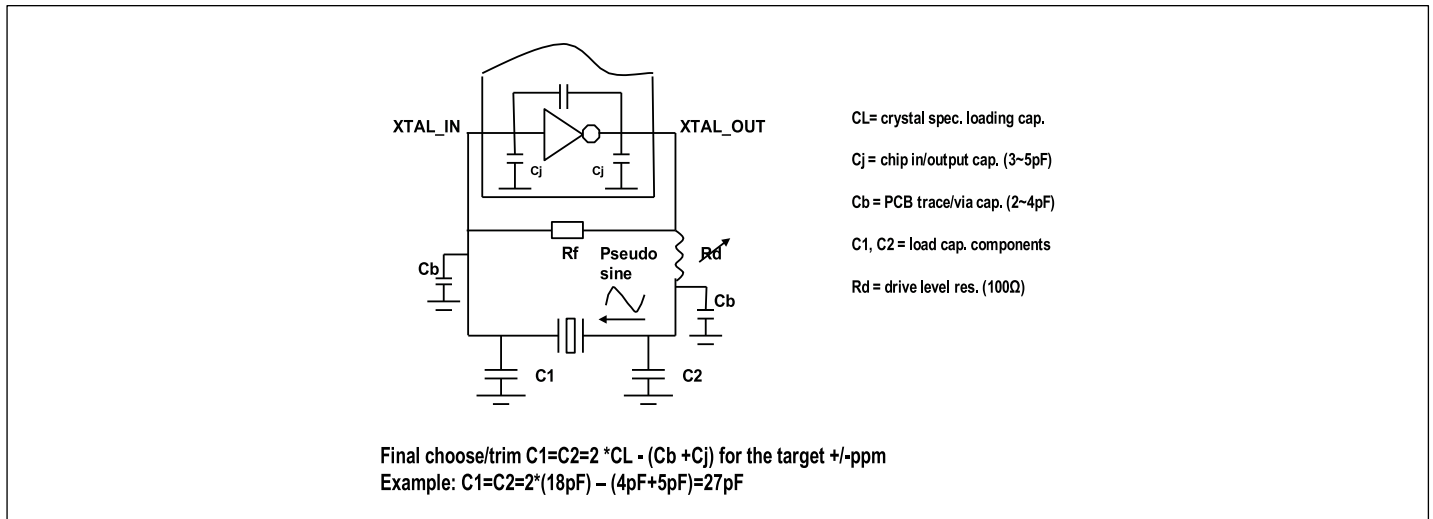 XTAL_IN
XTAL_OUT
Cj
Cj
CL= crystal spec. loading cap.
Cj = chip in/output cap. (3~5pF)
Cb = PCB trace/via cap. (2~4pF)
C1, C2 = load cap. components
Rd = drive level res. (100Ω)
Rf
Pseudo
sine
Rd
Cb
Cb
C1
C2
Final choose/trim C1=C2=2 *CL - (Cb +Cj) for the target +/-ppm
Example: C1=C2=2*(18pF) – (4pF+5pF)=27pF